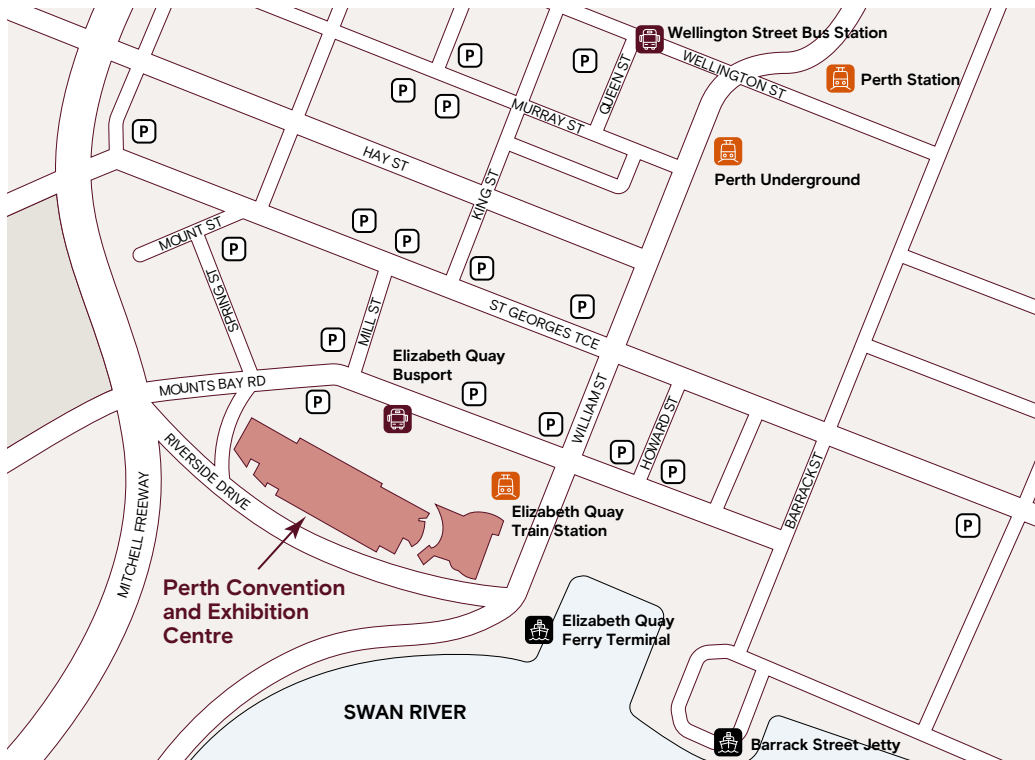 Wellington Street Bus Station
WELLINGTON ST
Perth Station
P
P
QUEEN ST
P
P
MURRAY ST
P
HAY ST
Perth Underground
KING ST
P
P
MOUNT ST
P
P
SPRING ST
MILL ST
P
ST GEORGES TCE
P
Elizabeth Quay
Busport
MOUNTS BAY RD
P
P
WILLIAM ST
HOWARD ST
P
P
P
RIVERSIDE DRIVE
BARRACK ST
MITCHELL FREEWAY
Elizabeth Quay
Train Station
P
Perth Convention
and Exhibition
Centre
Elizabeth Quay
Ferry Terminal
SWAN RIVER
Barrack Street Jetty